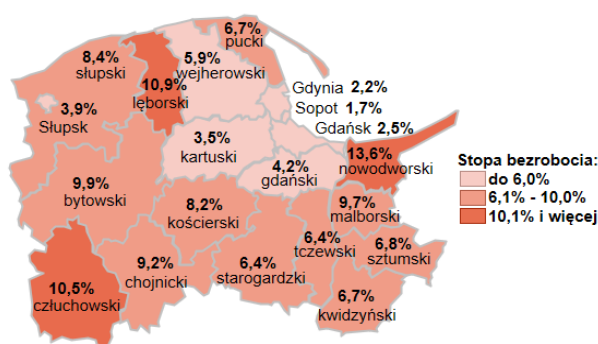 6,7%
pucki
8,4%
słupski
5,9%
wejherowski
10,9%
lęborski
Gdynia 2,2%
Sopot 1,7%
Gdańsk 2,5%
3,9%
Słupsk
3,5%
kartuski
4,2%
gdański
13,6%
nowodworski
Stopa bezrobocia:
do 6,0%
6,1% - 10,0%
10,1% i więcej
9,9%
bytowski
8,2%
kościerski
9,7%
malborski
6,4%
tczewski
6,8%
sztumski
9,2%
chojnicki
6,4%
starogardzki
10,5%
człuchowski
6,7%
kwidzyński